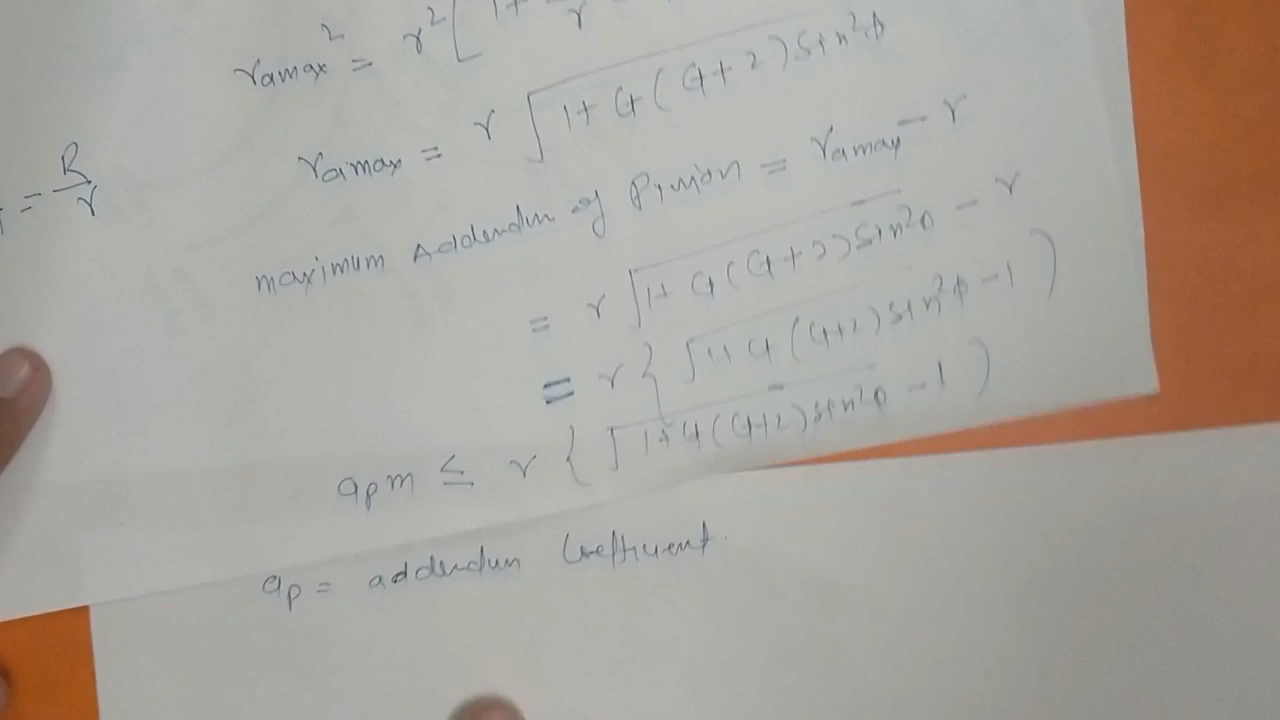 ramax² = r² [ 1 +
ramax = r √1 + G ( G + 2 ) sin²φ
= R/r
maximum Addendum of Pinion = ramax - r
= r √1 + G ( G + 2 ) sin²φ - r
= r { √1 + G ( G + 2 ) sin²φ - 1 )
apm ≤ r { √1 + G ( G + 2 ) sin²φ - 1 )
ap = addendum Coefficient.